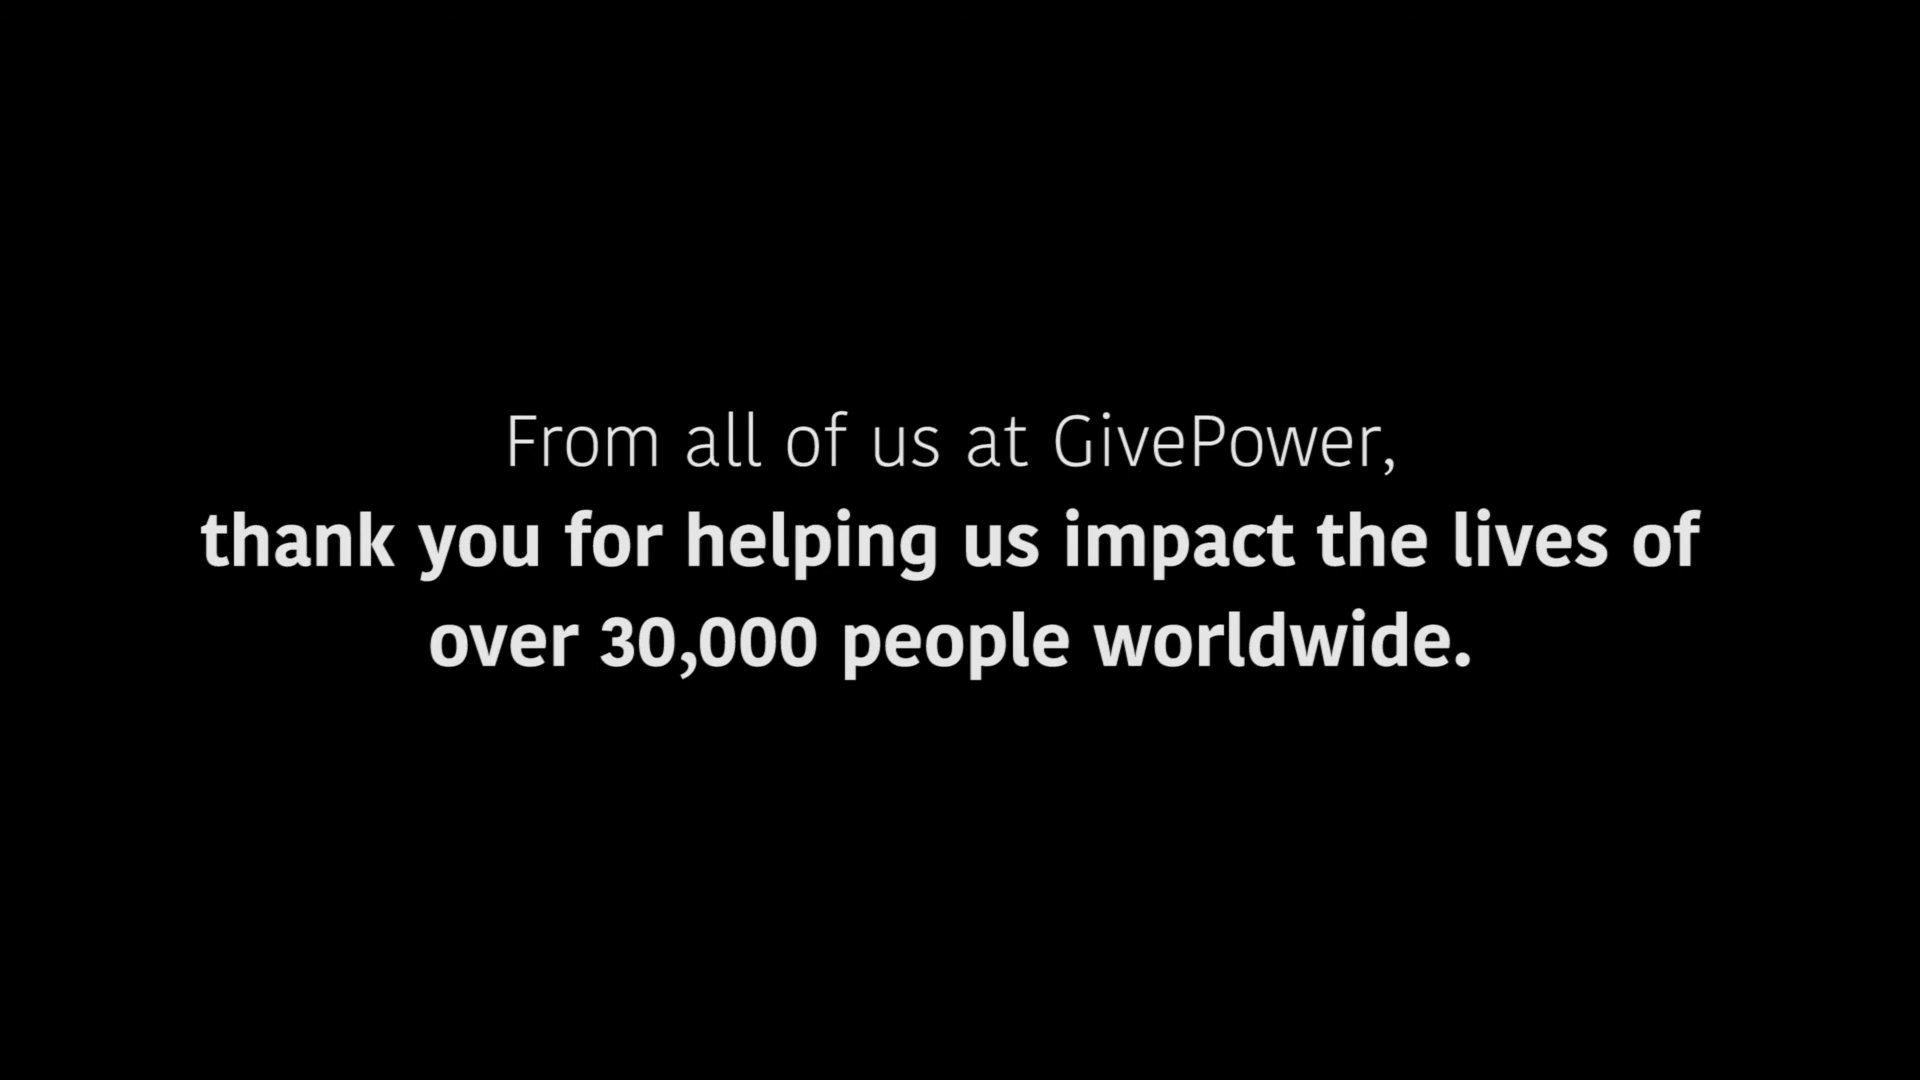 From all of us at GivePower,
thank you for helping us impact the lives of
over 30,000 people worldwide.